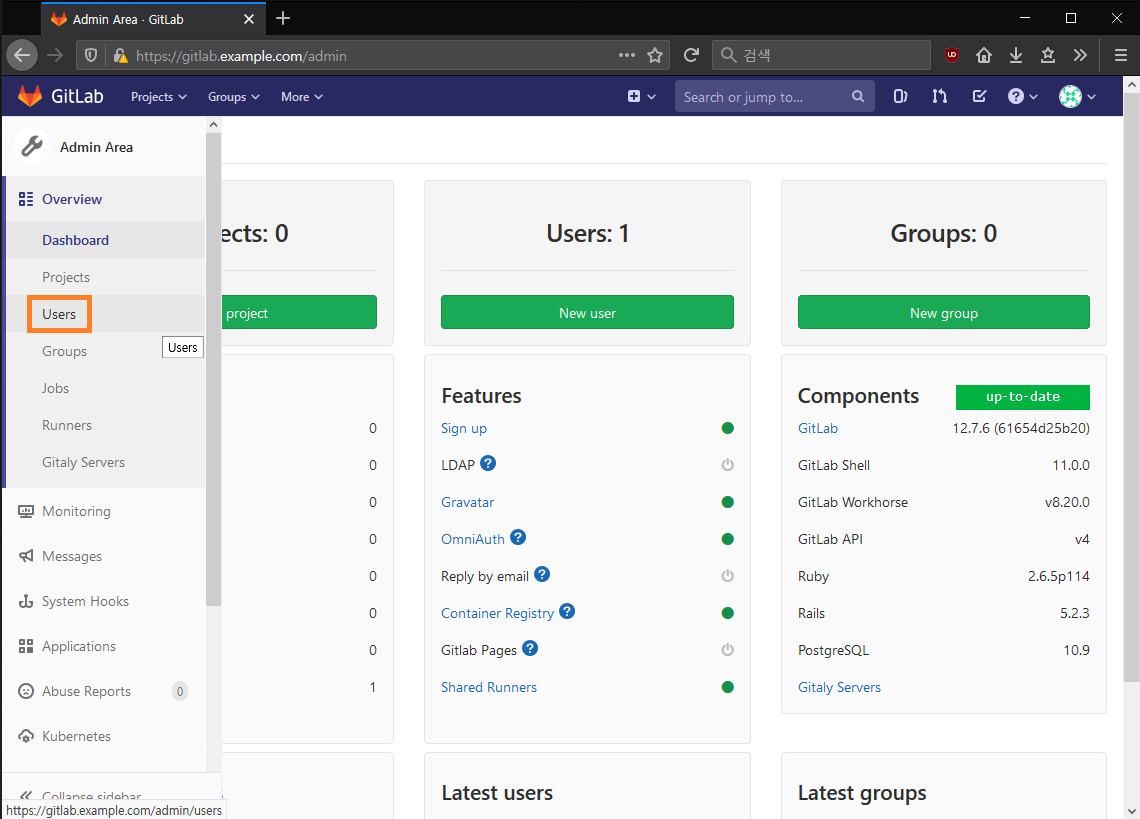 Admin Area · GitLab
https://gitlab.example.com/admin
검색
GitLab
Projects
Groups
More
Search or jump to...
Admin Area
Overview
Dashboard
Projects
Users
Groups
Users
Jobs
Runners
Gitaly Servers
Monitoring
Messages
System Hooks
Applications
Abuse Reports 0
Kubernetes
Collapse sidebar
https://gitlab.example.com/admin/users
ects: 0
project
0
0
0
0
0
0
0
1
Users: 1
New user
Groups: 0
New group
Features
Sign up
LDAP
Gravatar
OmniAuth
Reply by email
Container Registry
Gitlab Pages
Shared Runners
Components up-to-date
GitLab 12.7.6 (61654d25b20)
GitLab Shell 11.0.0
GitLab Workhorse v8.20.0
GitLab API v4
Ruby 2.6.5p114
Rails 5.2.3
PostgreSQL 10.9
Gitaly Servers
Latest users
Latest groups